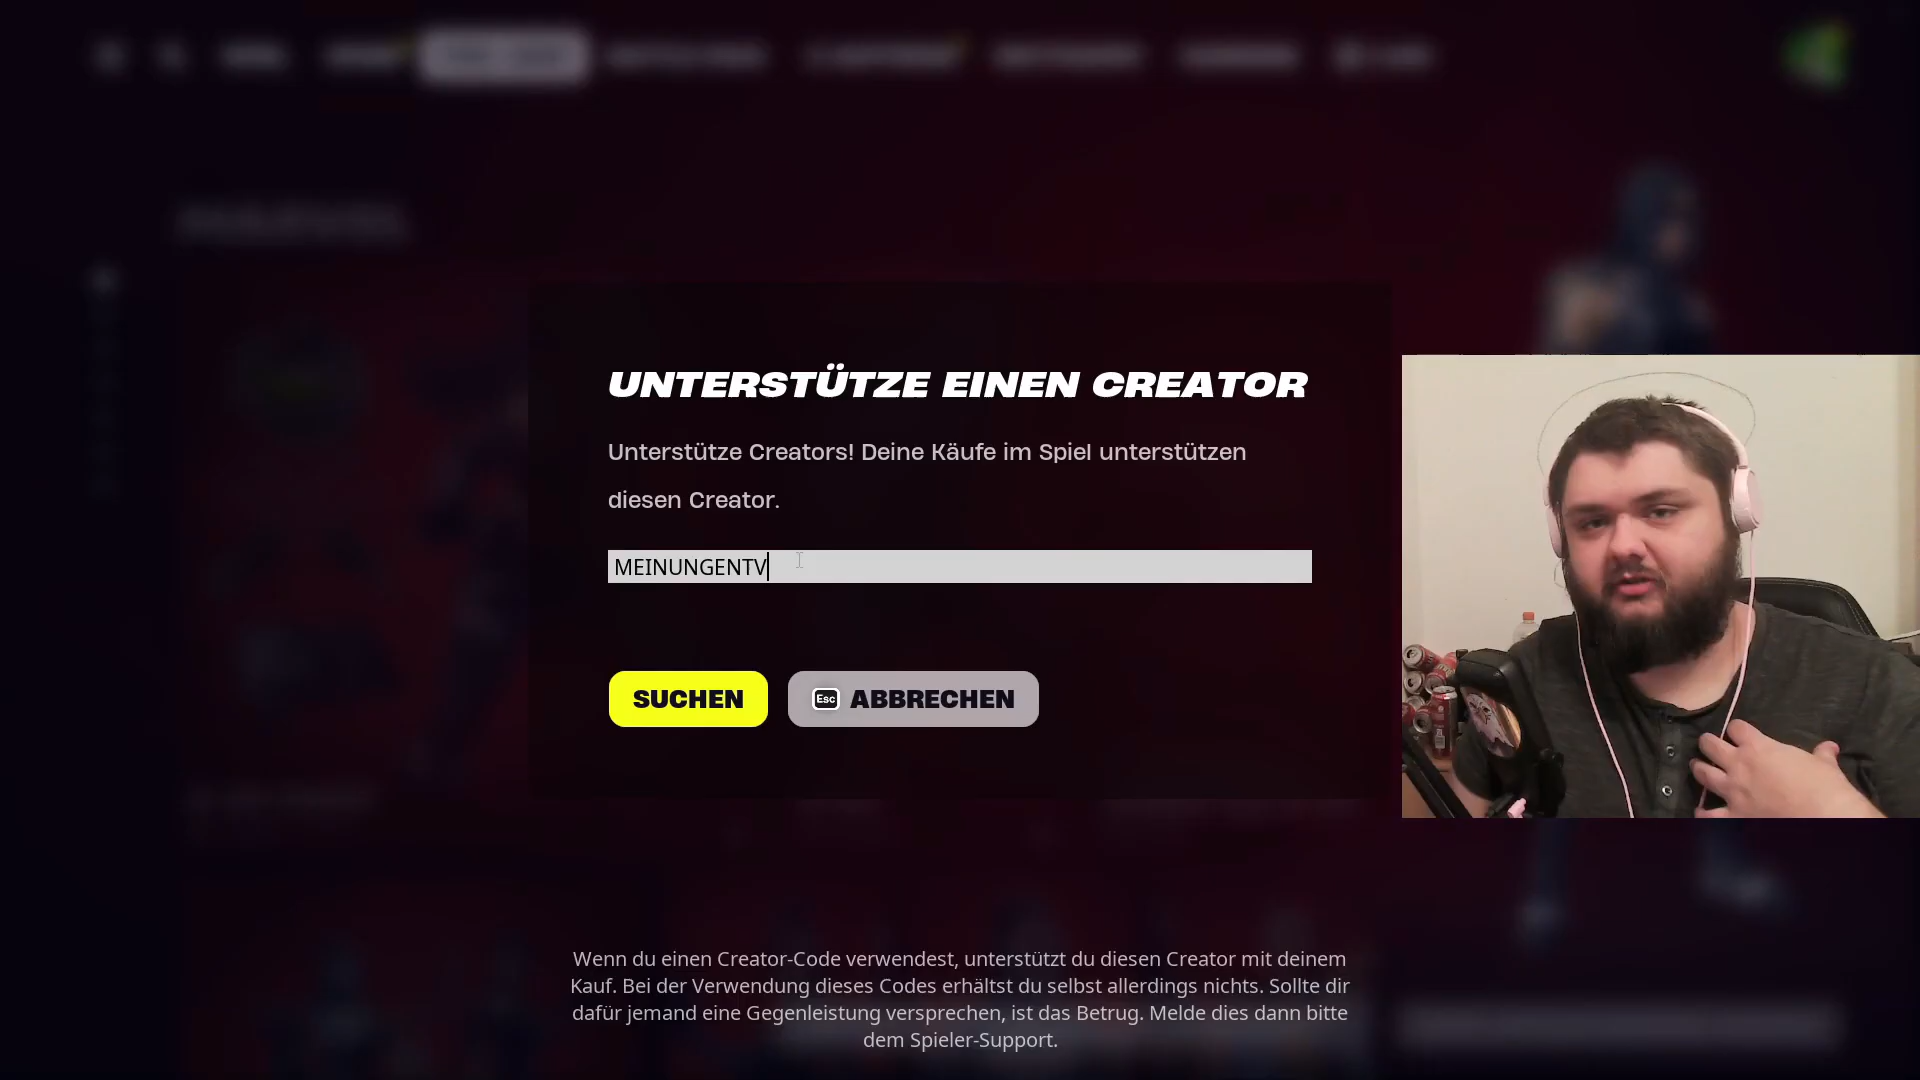 UNTERSTÜTZE EINEN CREATOR
Unterstütze Creators! Deine Käufe im Spiel unterstützen
diesen Creator.
MEINUNGENTV
SUCHEN
Esc ABBRECHEN
Wenn du einen Creator-Code verwendest, unterstützt du diesen Creator mit deinem
Kauf. Bei der Verwendung dieses Codes erhältst du selbst allerdings nichts. Sollte dir
dafür jemand eine Gegenleistung versprechen, ist das Betrug. Melde dies dann bitte
dem Spieler-Support.